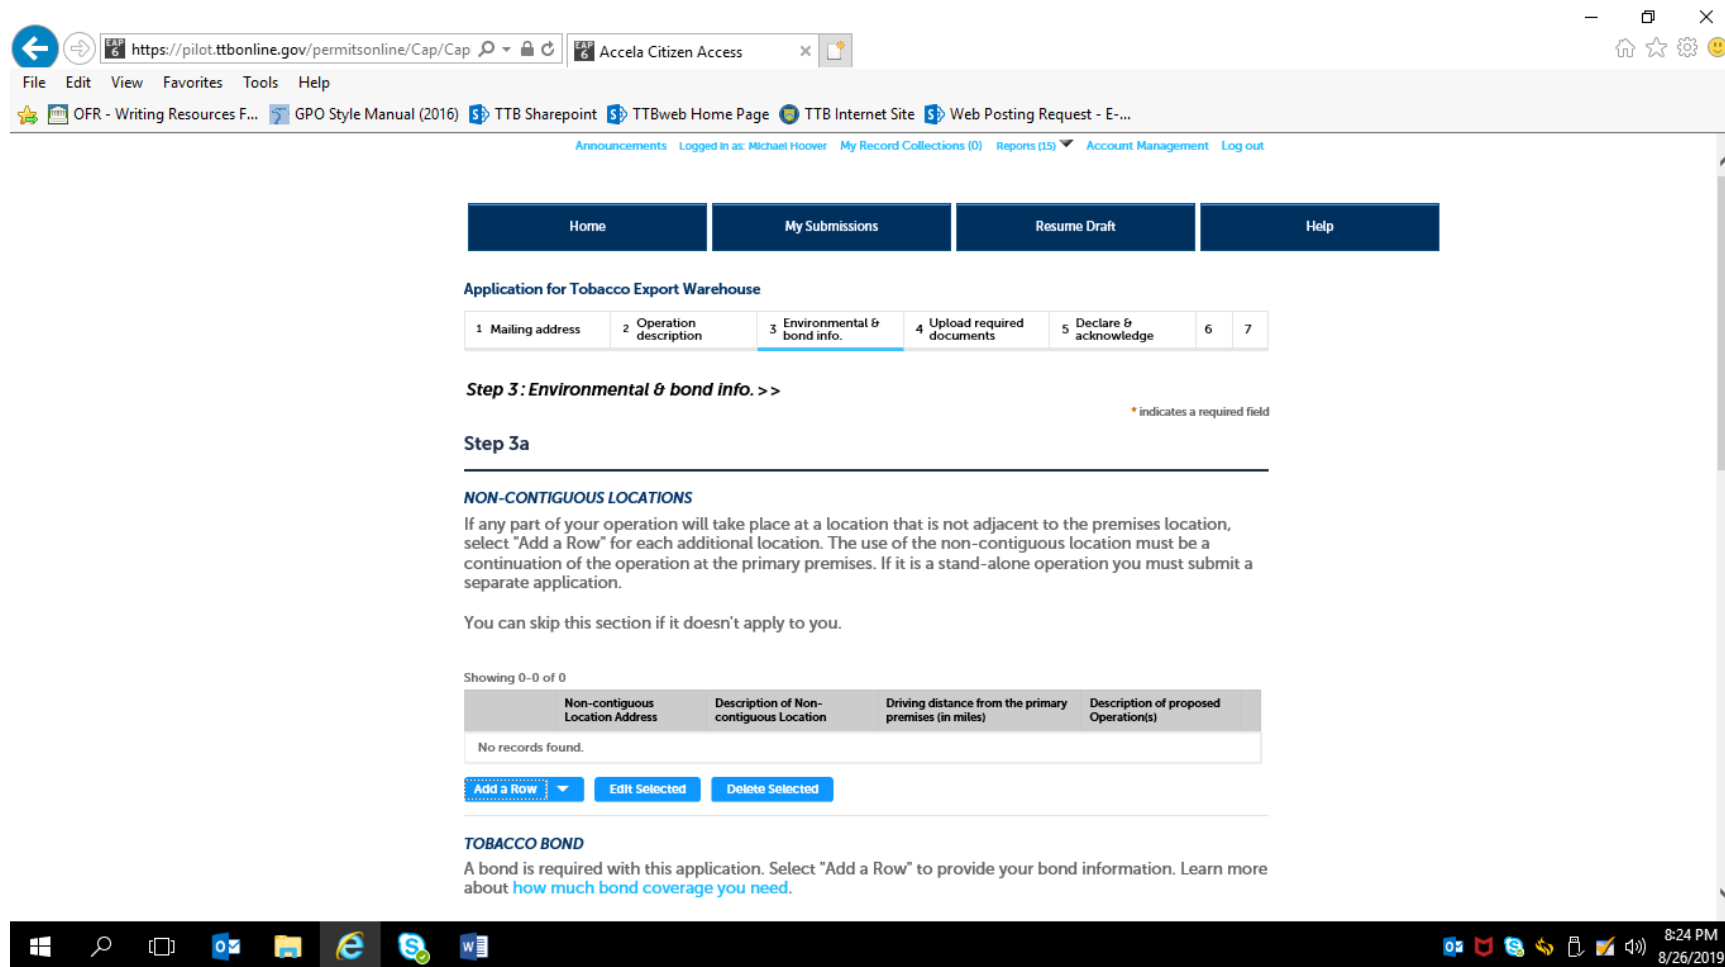 https://pilot.ttbonline.gov/permitsonline/Cap/Cap
Accela Citizen Access
File Edit View Favorites Tools Help
OFR - Writing Resources F... GPO Style Manual (2016) TTB Sharepoint TTBweb Home Page TTB Internet Site Web Posting Request - E-...
Announcements Logged in as: Michael Hoover My Record Collections (0) Reports (15) Account Management Log out
Home My Submissions Resume Draft Help
Application for Tobacco Export Warehouse
1 Mailing address 2 Operation description 3 Environmental & bond info. 4 Upload required documents 5 Declare & acknowledge 6 7
Step 3: Environmental & bond info. >>
* indicates a required field
Step 3a
NON-CONTIGUOUS LOCATIONS
If any part of your operation will take place at a location that is not adjacent to the premises location,
select "Add a Row" for each additional location. The use of the non-contiguous location must be a
continuation of the operation at the primary premises. If it is a stand-alone operation you must submit a
separate application.
You can skip this section if it doesn't apply to you.
Showing 0-0 of 0
Non-contiguous Location Address Description of Non-contiguous Location Driving distance from the primary premises (in miles) Description of proposed Operation(s)
No records found.
Add a Row Edit Selected Delete Selected
TOBACCO BOND
A bond is required with this application. Select "Add a Row" to provide your bond information. Learn more
about how much bond coverage you need.
8:24 PM
8/26/2019